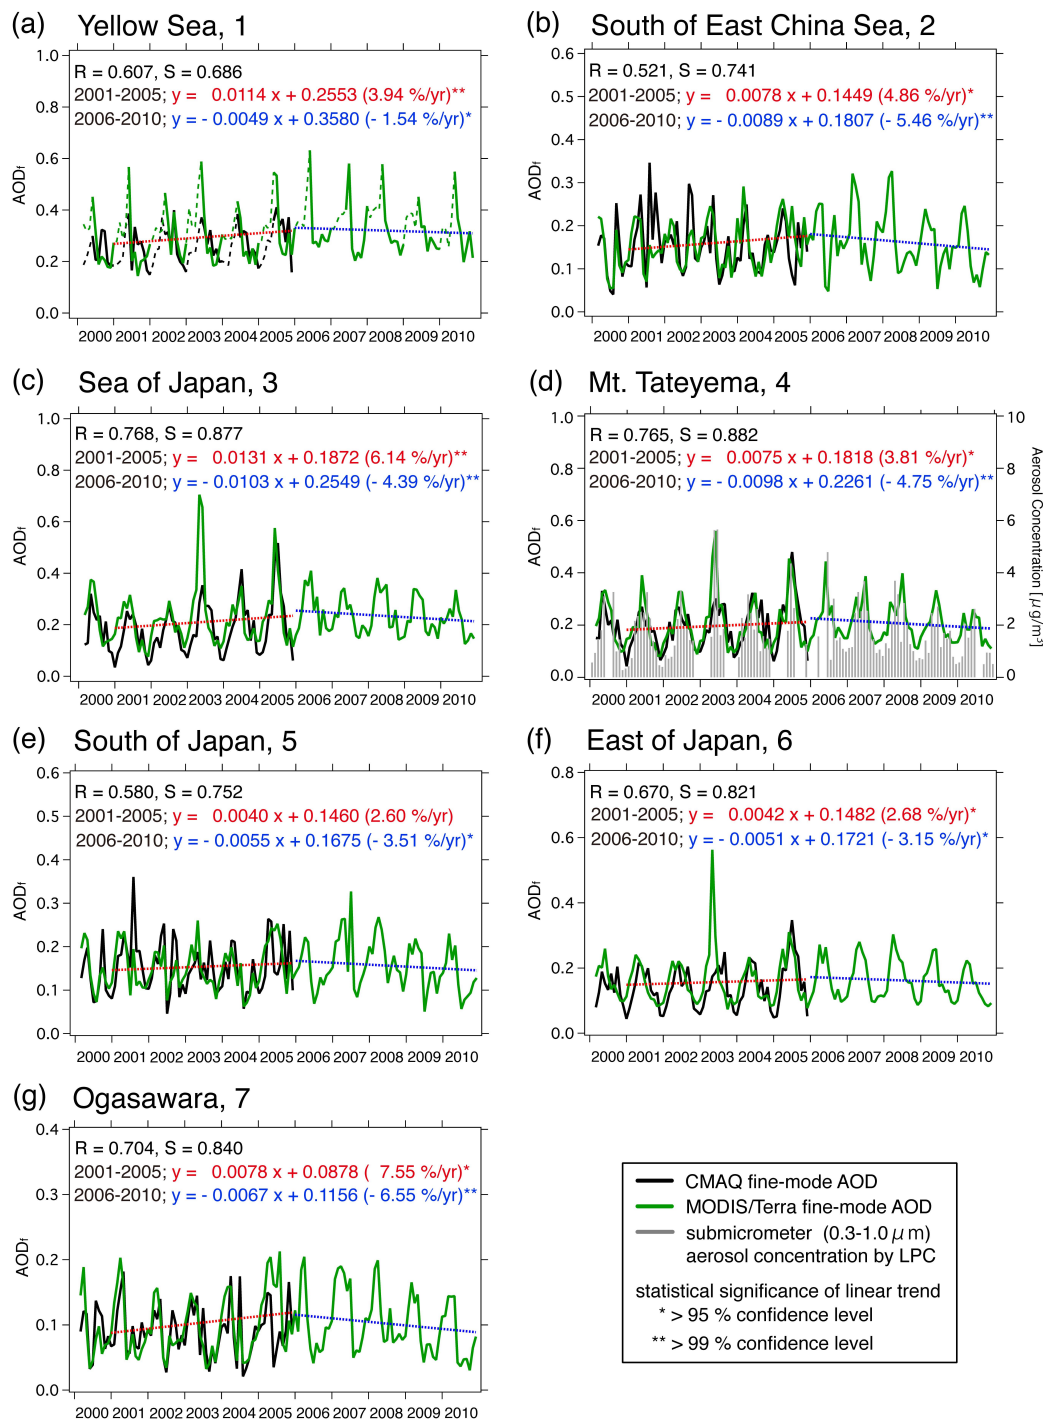 (a) Yellow Sea, 1
R = 0.607, S = 0.686
2001-2005; y = 0.0114 x + 0.2553 (3.94 %/yr)**
2006-2010; y = - 0.0049 x + 0.3580 (- 1.54 %/yr)*
1.0
0.8
0.6
0.4
0.2
0.0
AODf
2000 2001 2002 2003 2004 2005 2006 2007 2008 2009 2010
(b) South of East China Sea, 2
R = 0.521, S = 0.741
2001-2005; y = 0.0078 x + 0.1449 (4.86 %/yr)*
2006-2010; y = - 0.0089 x + 0.1807 (- 5.46 %/yr)**
0.6
0.5
0.4
0.3
0.2
0.1
0.0
AODf
2000 2001 2002 2003 2004 2005 2006 2007 2008 2009 2010
(c) Sea of Japan, 3
R = 0.768, S = 0.877
2001-2005; y = 0.0131 x + 0.1872 (6.14 %/yr)**
2006-2010; y = - 0.0103 x + 0.2549 (- 4.39 %/yr)**
1.0
0.8
0.6
0.4
0.2
0.0
AODf
2000 2001 2002 2003 2004 2005 2006 2007 2008 2009 2010
(d) Mt. Tateyema, 4
R = 0.765, S = 0.882
2001-2005; y = 0.0075 x + 0.1818 (3.81 %/yr)*
2006-2010; y = - 0.0098 x + 0.2261 (- 4.75 %/yr)**
1.0
0.8
0.6
0.4
0.2
0.0
AODf
10
8
6
4
2
0
Aerosol Concentration [μg/m³]
2000 2001 2002 2003 2004 2005 2006 2007 2008 2009 2010
(e) South of Japan, 5
R = 0.580, S = 0.752
2001-2005; y = 0.0040 x + 0.1460 (2.60 %/yr)
2006-2010; y = - 0.0055 x + 0.1675 (- 3.51 %/yr)*
0.6
0.5
0.4
0.3
0.2
0.1
0.0
AODf
2000 2001 2002 2003 2004 2005 2006 2007 2008 2009 2010
(f) East of Japan, 6
R = 0.670, S = 0.821
2001-2005; y = 0.0042 x + 0.1482 (2.68 %/yr)*
2006-2010; y = - 0.0051 x + 0.1721 (- 3.15 %/yr)*
0.8
0.6
0.4
0.2
0.0
AODf
2000 2001 2002 2003 2004 2005 2006 2007 2008 2009 2010
(g) Ogasawara, 7
R = 0.704, S = 0.840
2001-2005; y = 0.0078 x + 0.0878 ( 7.55 %/yr)*
2006-2010; y = - 0.0067 x + 0.1156 (- 6.55 %/yr)**
0.4
0.3
0.2
0.1
0.0
AODf
2000 2001 2002 2003 2004 2005 2006 2007 2008 2009 2010
CMAQ fine-mode AOD
MODIS/Terra fine-mode AOD
submicrometer (0.3-1.0 μm)
aerosol concentration by LPC
statistical significance of linear trend
* > 95 % confidence level
** > 99 % confidence level